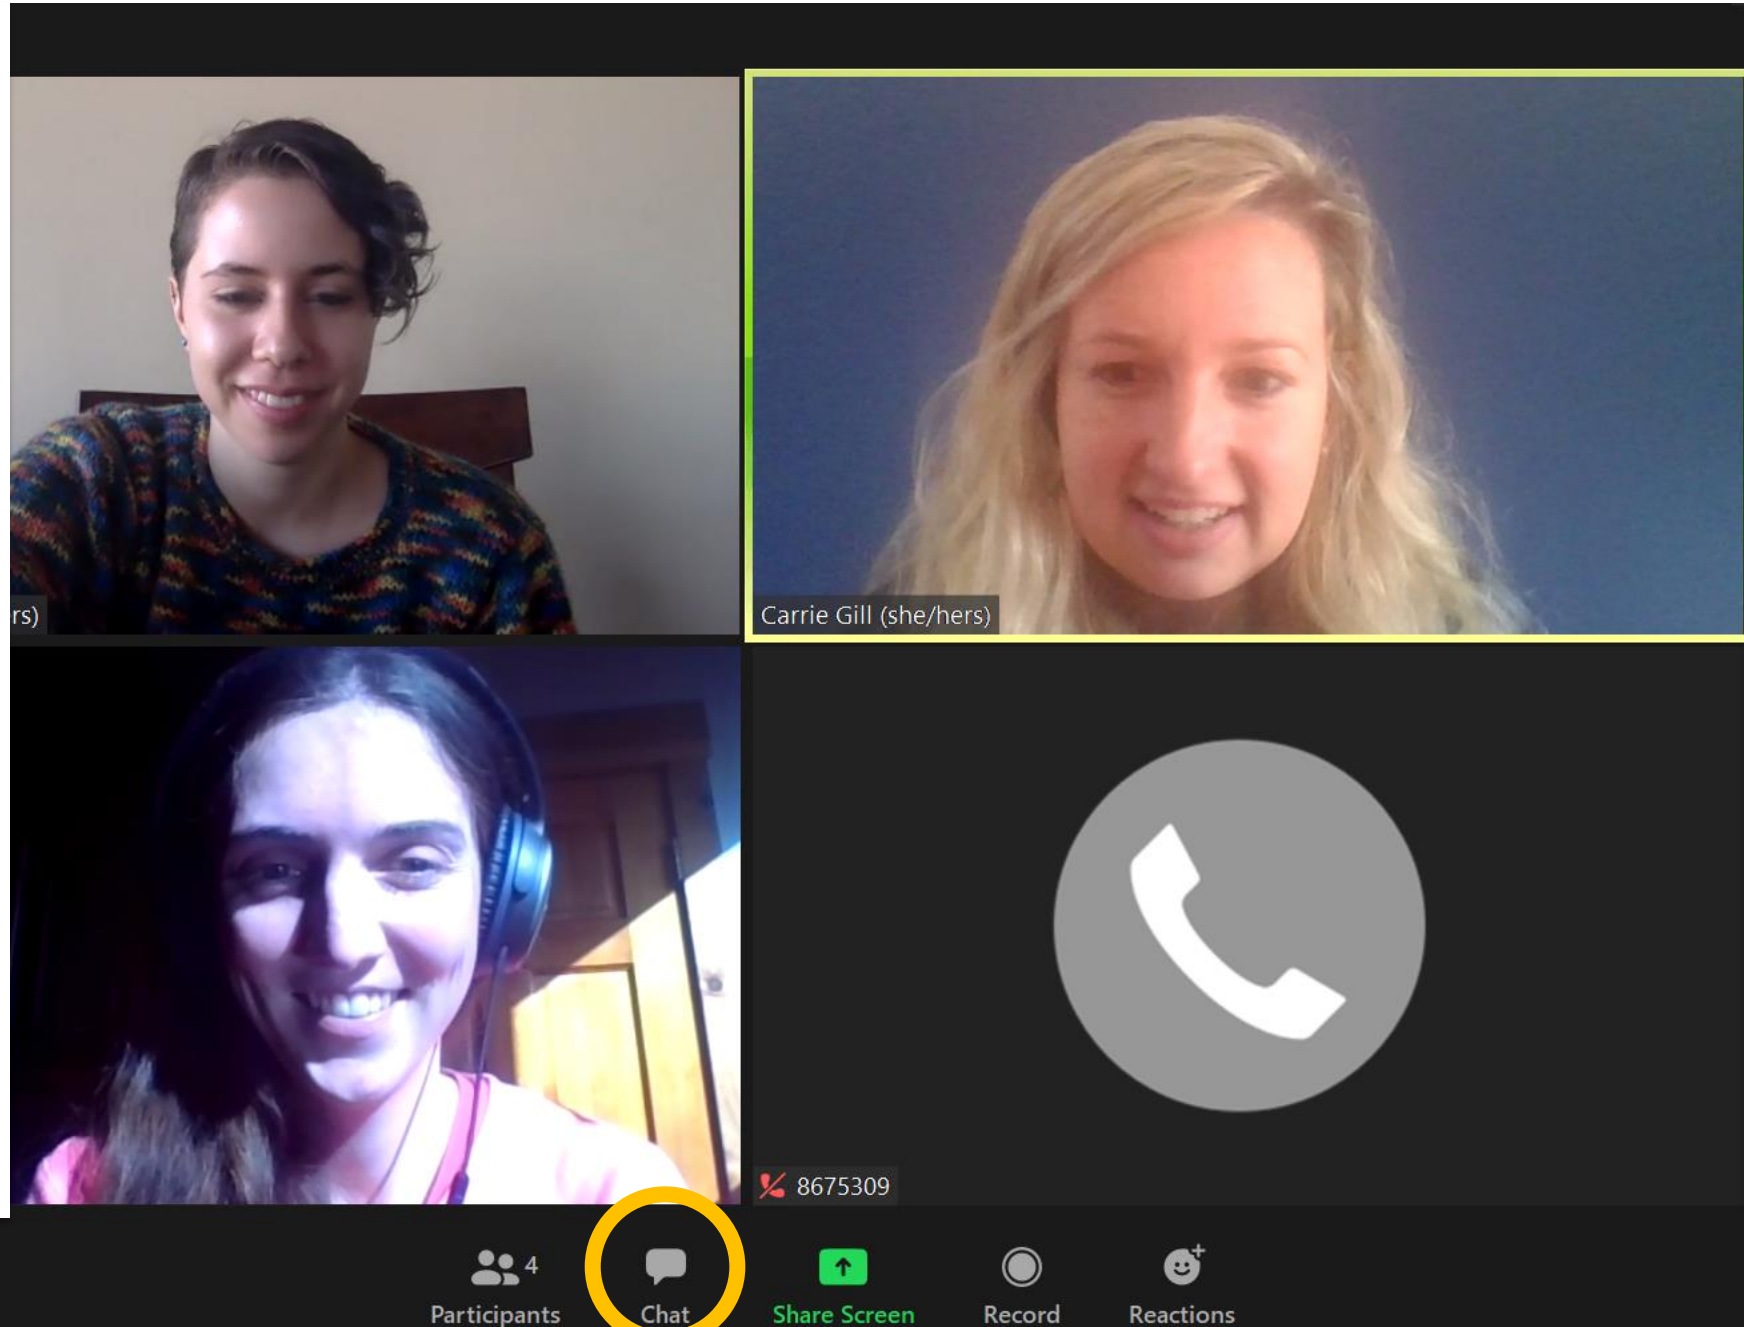 rs)
Carrie Gill (she/hers)
8675309
4
Participants
Chat
Share Screen
Record
Reactions